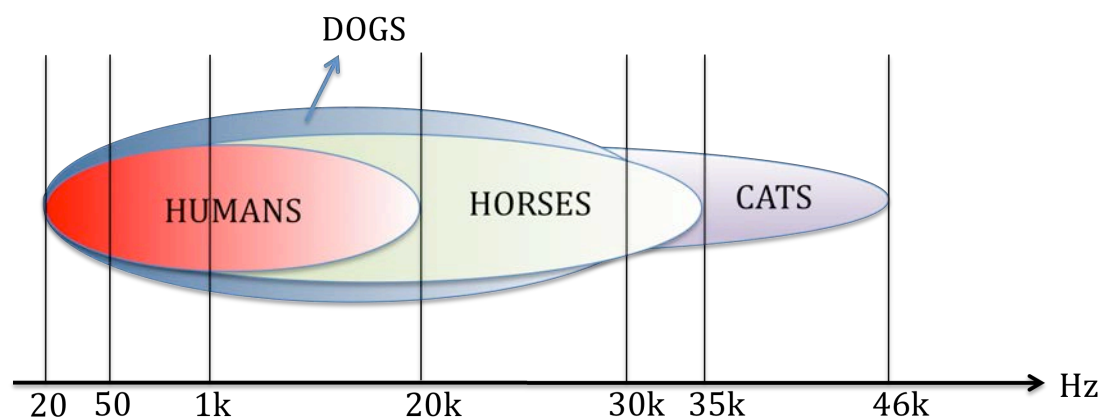 DOGS
HUMANS
HORSES
CATS
Hz
20 50 1k 20k 30k 35k 46k